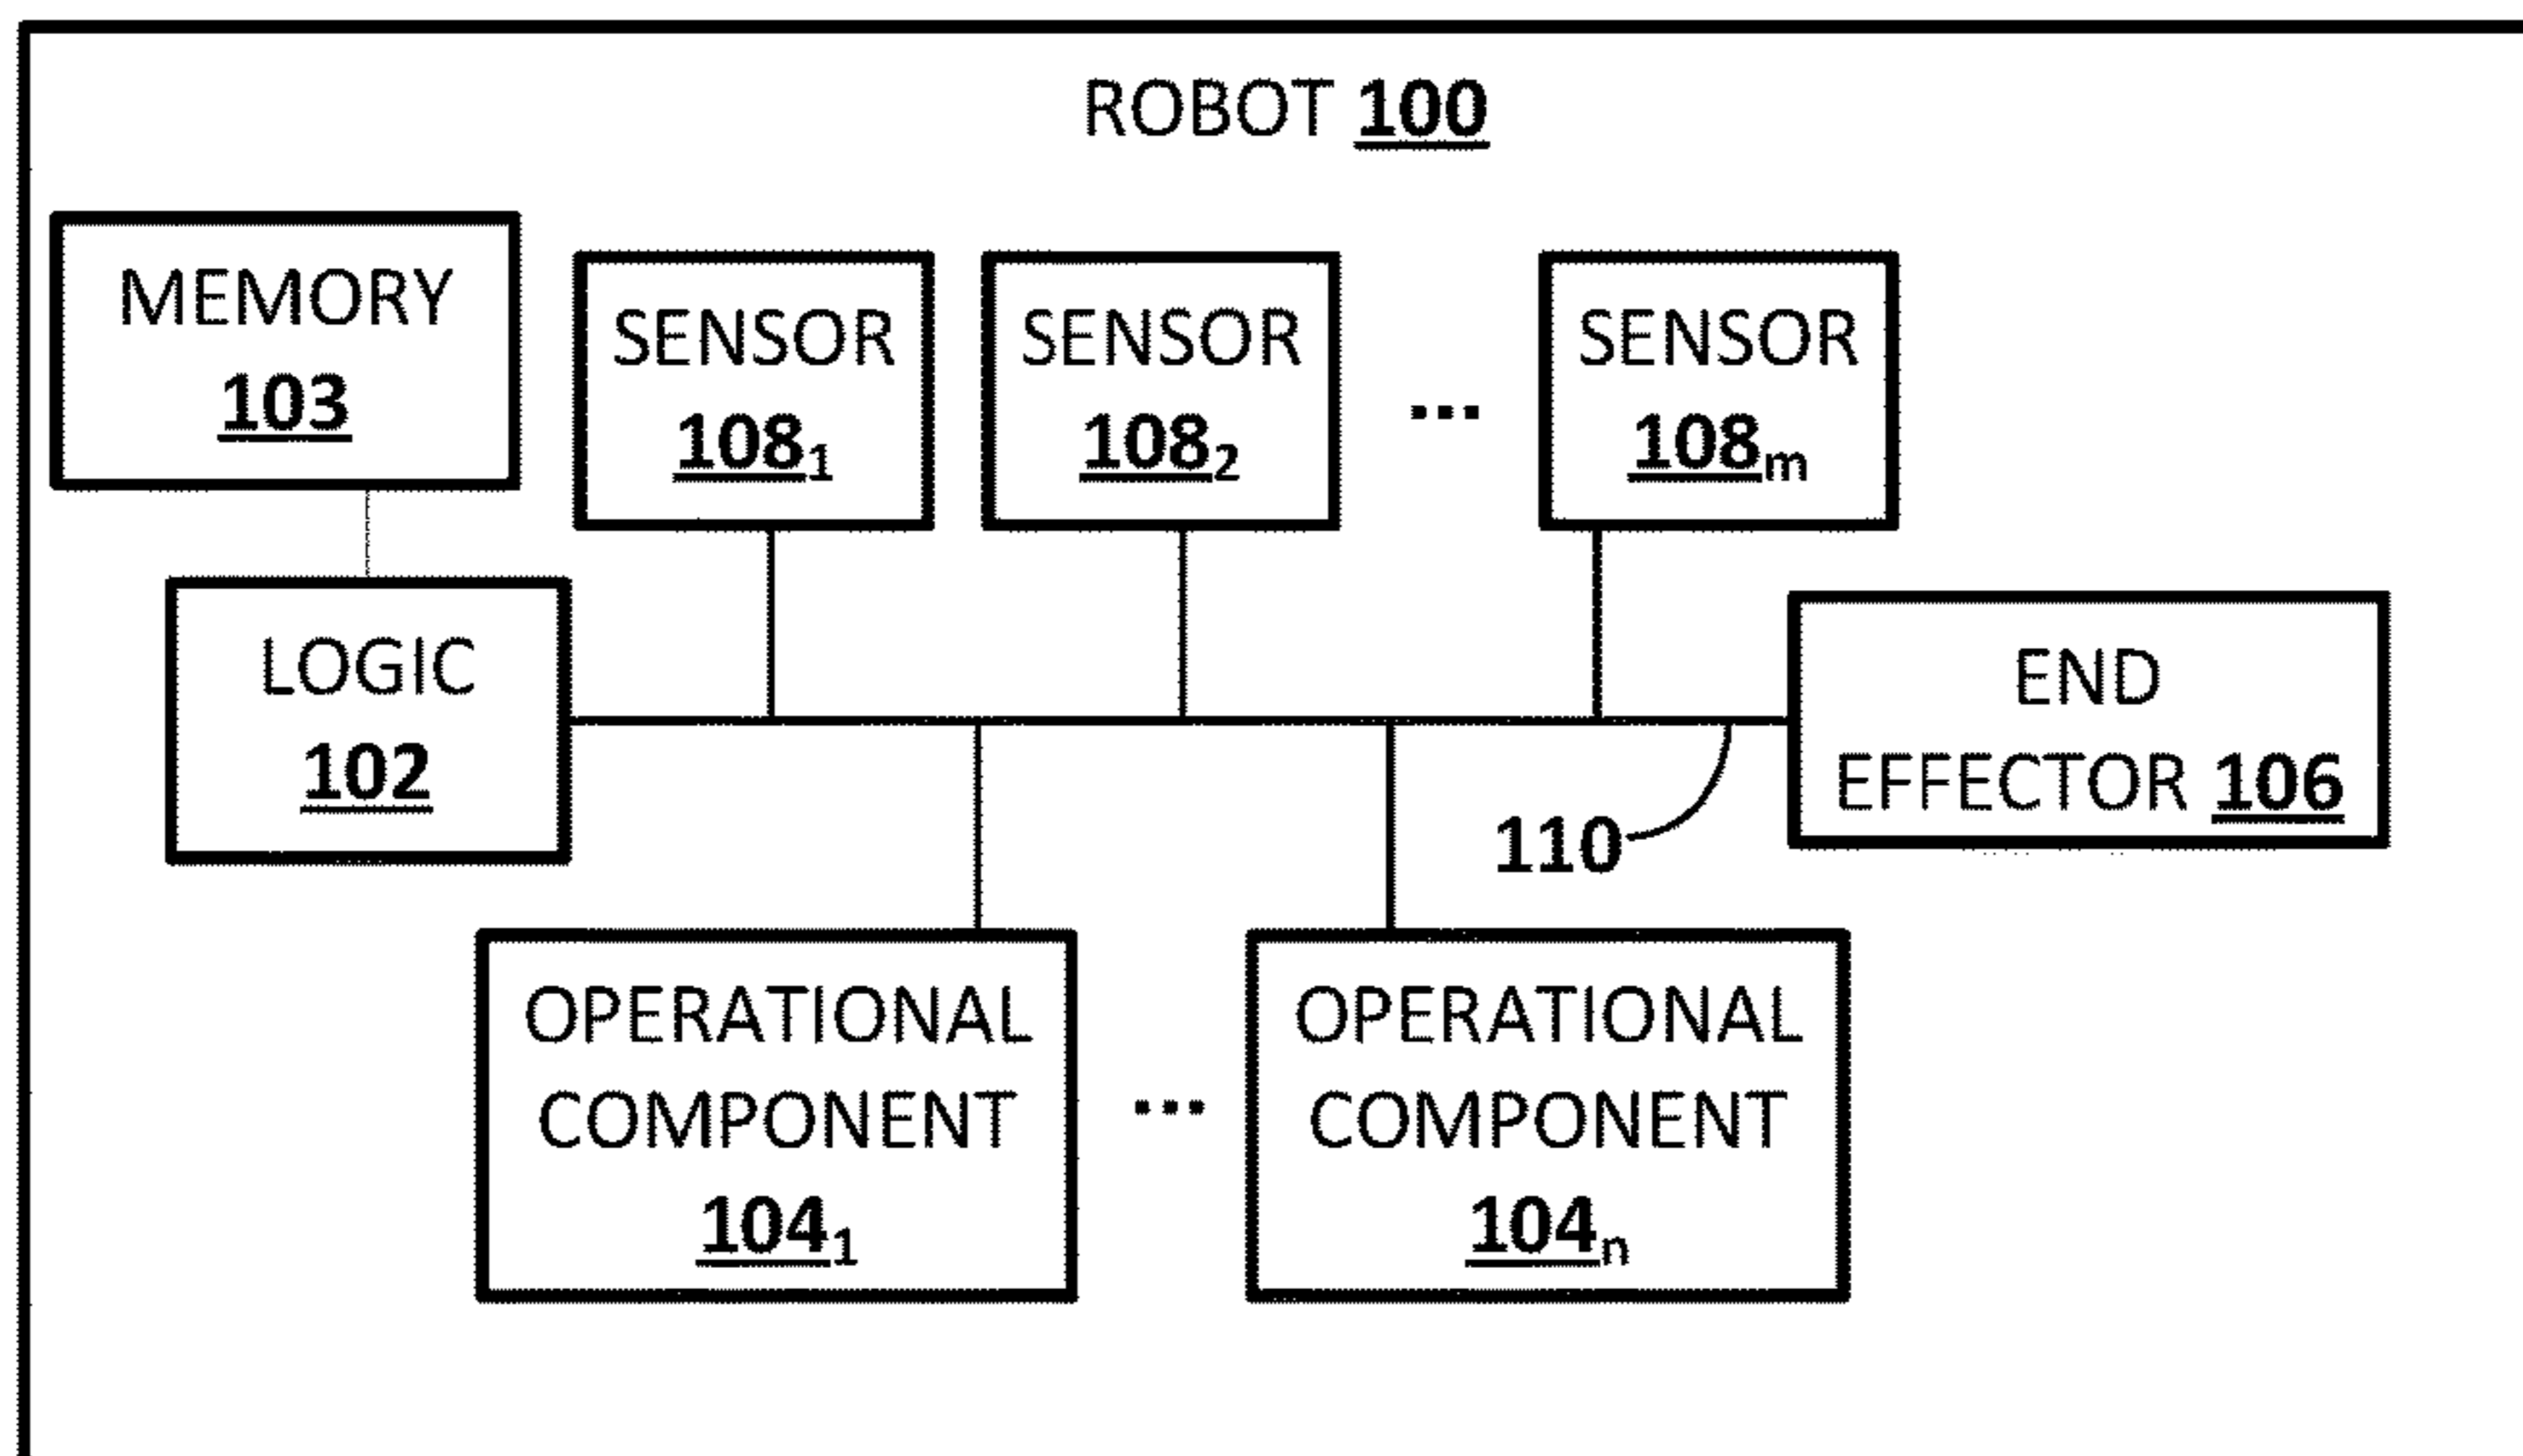 ROBOT 100
MEMORY
103
SENSOR
108₁
SENSOR
108₂
...
SENSOR
108ₘ
LOGIC
102
END
EFFECTOR 106
110
OPERATIONAL
COMPONENT
104₁
...
OPERATIONAL
COMPONENT
104ₙ